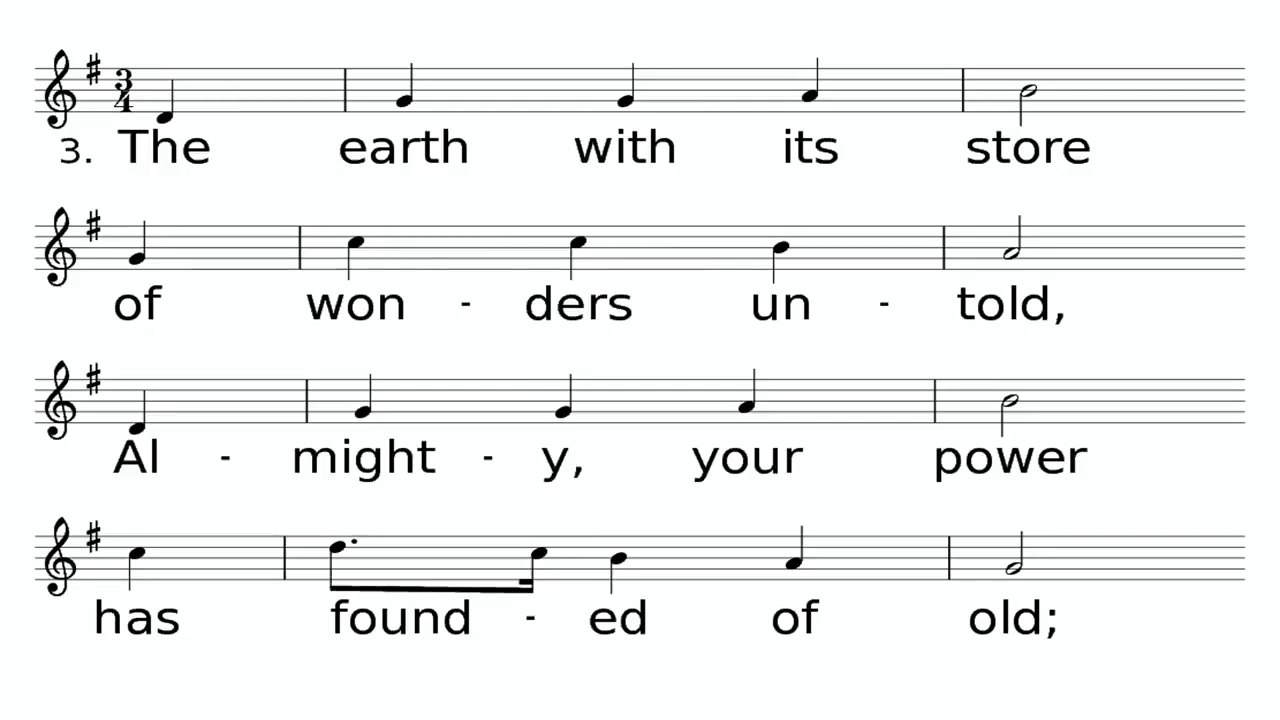 3. The earth with its store
of won - ders un - told,
Al - might - y, your power
has found - ed of old;